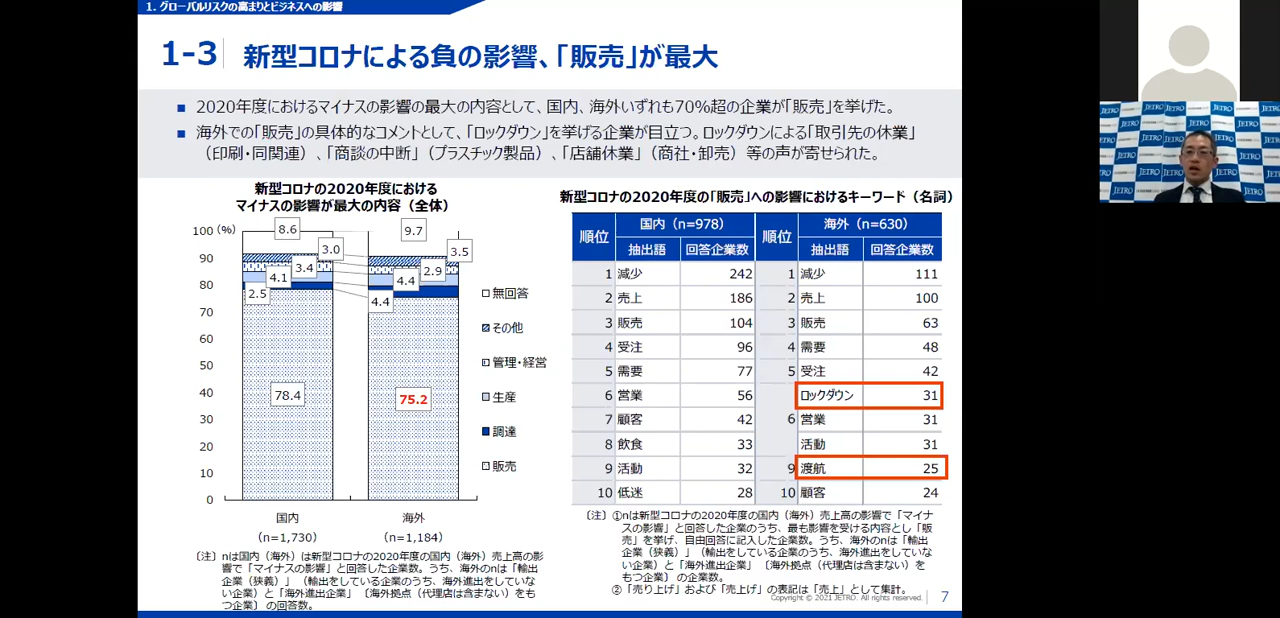 1. グローバルリスクの高まりとビジネスへの影響
1-3 新型コロナによる負の影響、「販売」が最大
■ 2020年度におけるマイナスの影響の最大の内容として、国内、海外いずれも70%超の企業が「販売」を挙げた。
■ 海外での「販売」の具体的なコメントとして、「ロックダウン」を挙げる企業が目立つ。ロックダウンによる「取引先の休業」
（印刷・同関連）、「商談の中断」（プラスチック製品）、「店舗休業」（商社・卸売）等の声が寄せられた。
新型コロナの2020年度における
マイナスの影響が最大の内容（全体）
100 (%)
90
80
70
60
50
40
30
20
10
0
8.6
3.0
3.4
4.1
2.5
78.4
9.7
3.5
2.9
4.4
4.4
75.2
無回答
その他
管理・経営
生産
調達
販売
国内
(n=1,730)
海外
(n=1,184)
〔注〕nは国内（海外）は新型コロナの2020年度の国内（海外）売上高の影
響で「マイナスの影響」と回答した企業数。うち、海外のnは「輸出
企業（狭義）」（輸出をしている企業のうち、海外進出をしていな
い企業）と「海外進出企業」〔海外拠点（代理店は含まない）をも
つ企業〕の回答数。
新型コロナの2020年度の「販売」への影響におけるキーワード（名詞）
順位 国内（n=978） 順位 海外（n=630）
抽出語 回答企業数 抽出語 回答企業数
1 減少 242 1 減少 111
2 売上 186 2 売上 100
3 販売 104 3 販売 63
4 受注 96 4 需要 48
5 需要 77 5 受注 42
6 営業 56 ロックダウン 31
7 顧客 42 6 営業 31
8 飲食 33 活動 31
9 活動 32 9 渡航 25
10 低迷 28 10 顧客 24
〔注〕①nは新型コロナの2020年度の国内（海外）売上高の影響で「マイナ
スの影響」と回答した企業のうち、最も影響を受ける内容とし「販
売」を挙げ、自由回答に記入した企業数。うち、海外のnは「輸出
企業（狭義）」（輸出をしている企業のうち、海外進出をしていな
い企業）と「海外進出企業」〔海外拠点（代理店は含まない）を
もつ企業〕の企業数。
②「売り上げ」および「売上げ」の表記は「売上」として集計。
Copyright © 2021 JETRO. All rights reserved. 7
JETRO